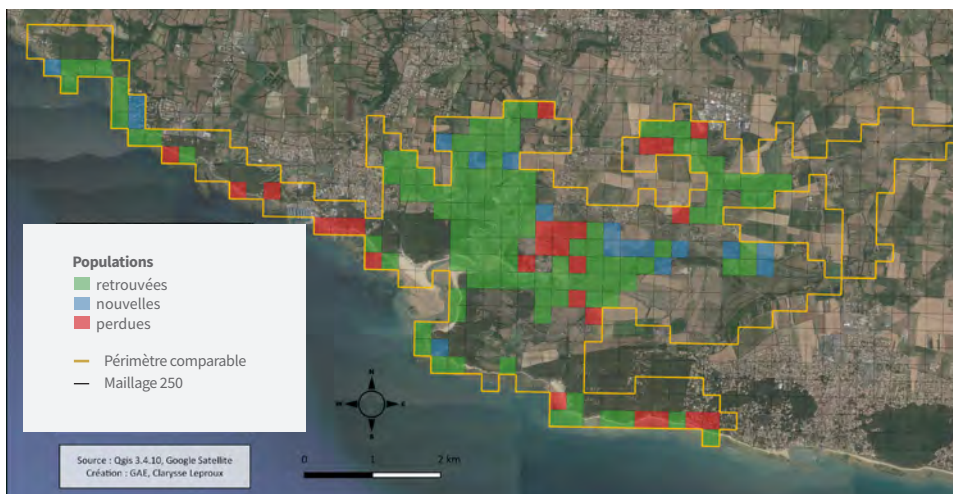 Populations
retrouvées
nouvelles
perdues
Périmètre comparable
Maillage 250
N
E
Source : Qgis 3.4.10, Google Satellite
Création : GAE, Clarysse Leproux
0 1 2 km